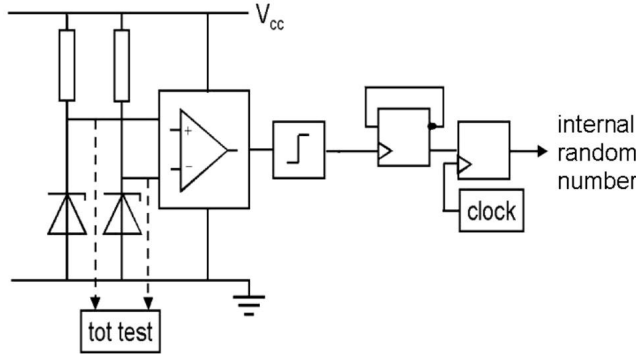 Vcc
+
-
internal
random
number
clock
tot test